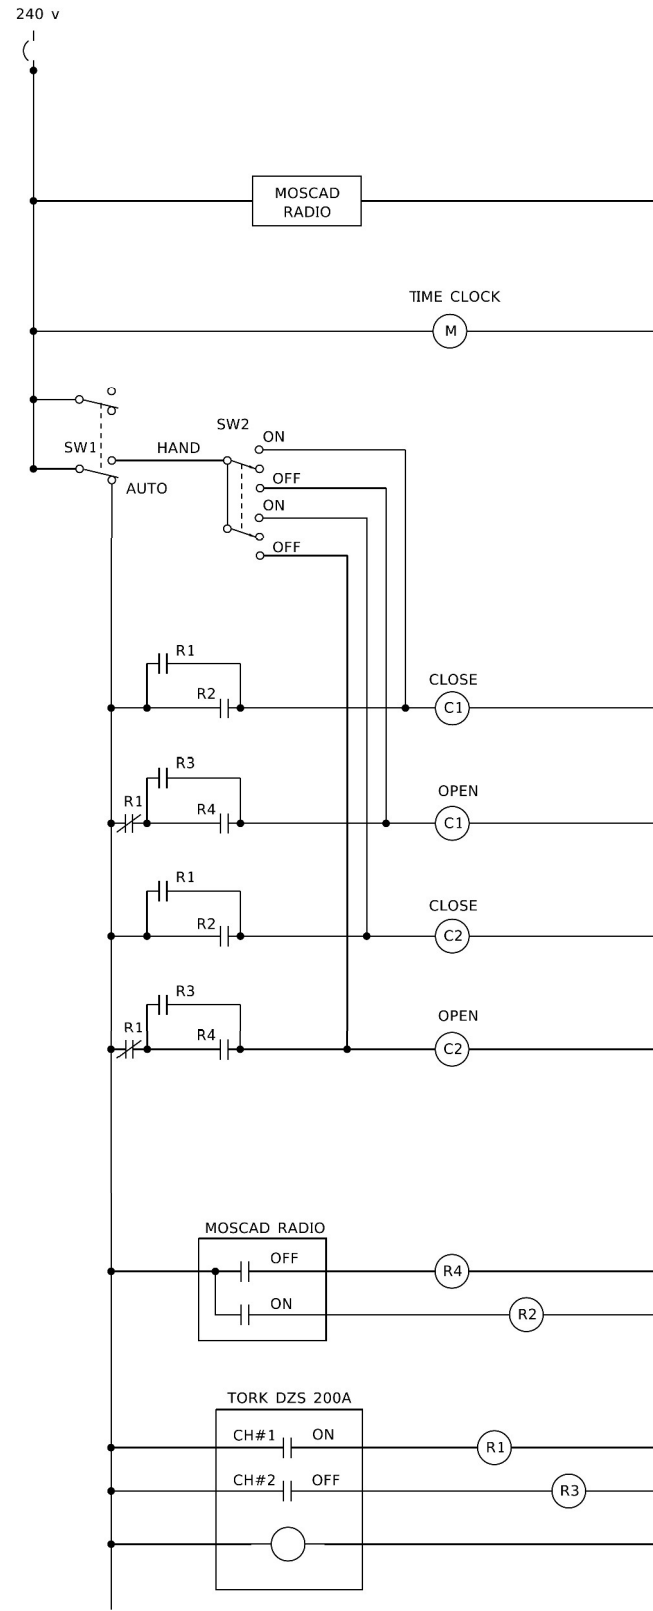 240 v
MOSCAD
RADIO
TIME CLOCK
M
SW2
ON
SW1
HAND
OFF
AUTO
ON
OFF
R1
CLOSE
R2
C1
R3
OPEN
R1
R4
C1
R1
CLOSE
R2
C2
R3
OPEN
R1
R4
C2
MOSCAD RADIO
OFF
R4
ON
R2
TORK DZS 200A
CH#1
ON
R1
CH#2
OFF
R3